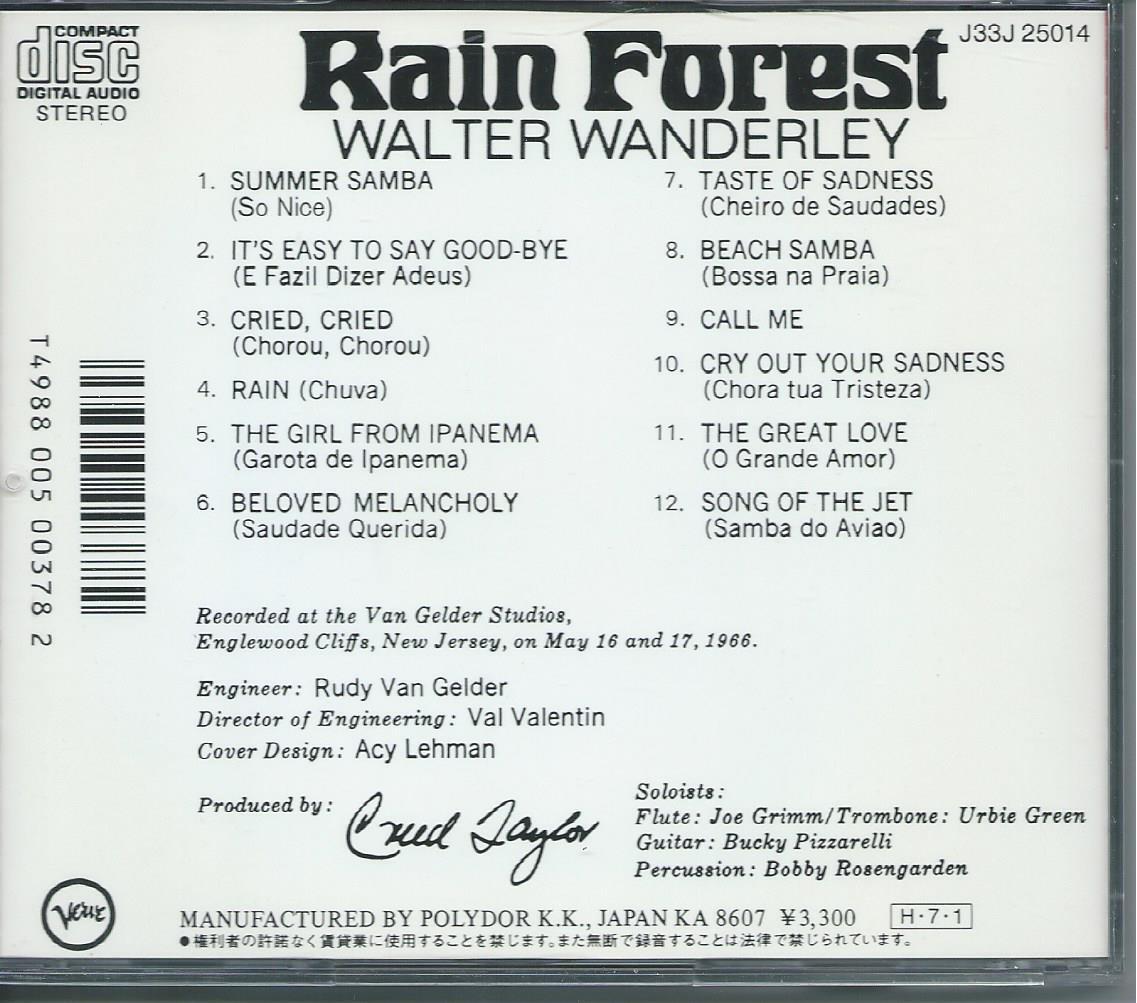 COMPACT
disc
DIGITAL AUDIO
STEREO
J33J 25014
Rain Forest
WALTER WANDERLEY
1. SUMMER SAMBA
(So Nice)
2. IT'S EASY TO SAY GOOD-BYE
(E Fazil Dizer Adeus)
3. CRIED, CRIED
(Chorou, Chorou)
4. RAIN (Chuva)
5. THE GIRL FROM IPANEMA
(Garota de Ipanema)
6. BELOVED MELANCHOLY
(Saudade Querida)
7. TASTE OF SADNESS
(Cheiro de Saudades)
8. BEACH SAMBA
(Bossa na Praia)
9. CALL ME
10. CRY OUT YOUR SADNESS
(Chora tua Tristeza)
11. THE GREAT LOVE
(O Grande Amor)
12. SONG OF THE JET
(Samba do Aviao)
T4988 005 00378 2
Recorded at the Van Gelder Studios,
Englewood Cliffs, New Jersey, on May 16 and 17, 1966.
Engineer: Rudy Van Gelder
Director of Engineering: Val Valentin
Cover Design: Acy Lehman
Produced by: Creed Taylor
Soloists:
Flute: Joe Grimm/Trombone: Urbie Green
Guitar: Bucky Pizzarelli
Percussion: Bobby Rosengarden
Verve
MANUFACTURED BY POLYDOR K.K., JAPAN KA 8607 ¥3,300 H·7·1
●権利者の許諾なく賃貸業に使用することを禁じます。また無断で録音することは法律で禁じられています。